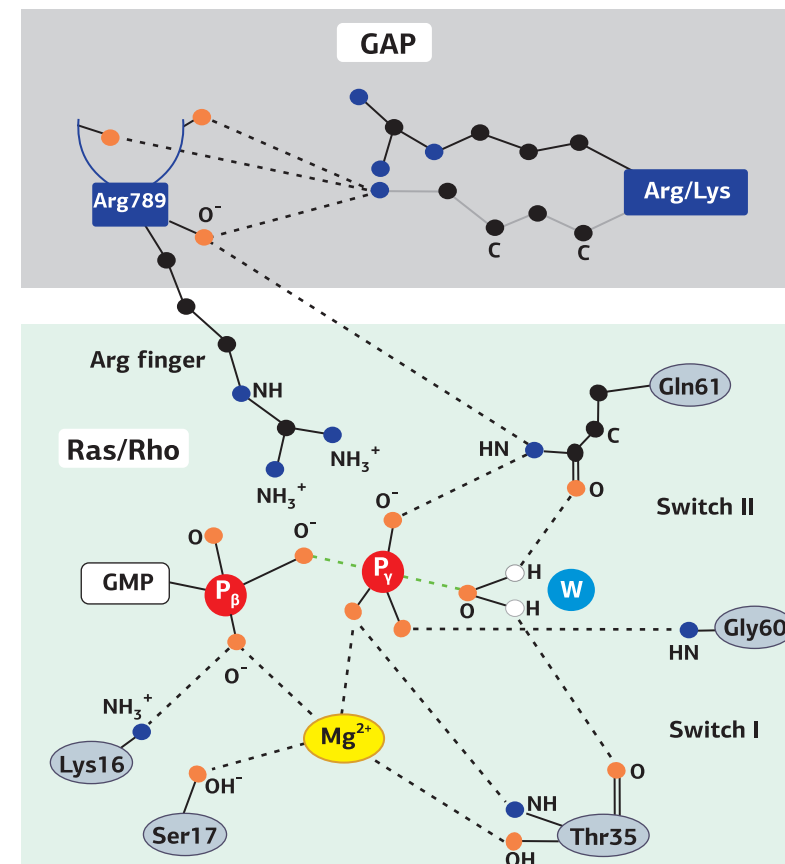 GAP
Arg789
O⁻
Arg/Lys
C
C
Arg finger
NH
NH₃⁺
NH₃⁺
Ras/Rho
HN
Gln61
C
O
Switch II
O⁻
O
O⁻
GMP
Pβ
Pγ
H
O
H
W
HN
Gly60
O⁻
NH₃⁺
Lys16
Mg²⁺
Switch I
OH⁻
Ser17
O
NH
Thr35
OH